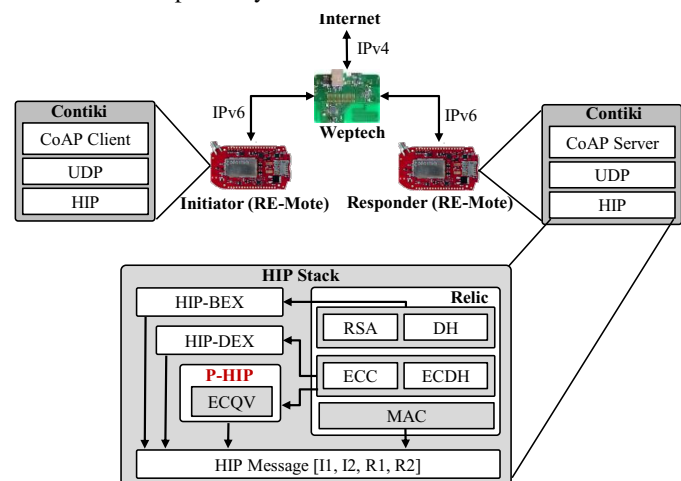 Internet
IPv4
IPv6
IPv6
Weptech
Contiki
CoAP Client
UDP
HIP
Contiki
CoAP Server
UDP
HIP
Initiator (RE-Mote)
Responder (RE-Mote)
HIP Stack
HIP-BEX
Relic
RSA
DH
HIP-DEX
P-HIP
ECQV
ECC
ECDH
MAC
HIP Message [I1, I2, R1, R2]